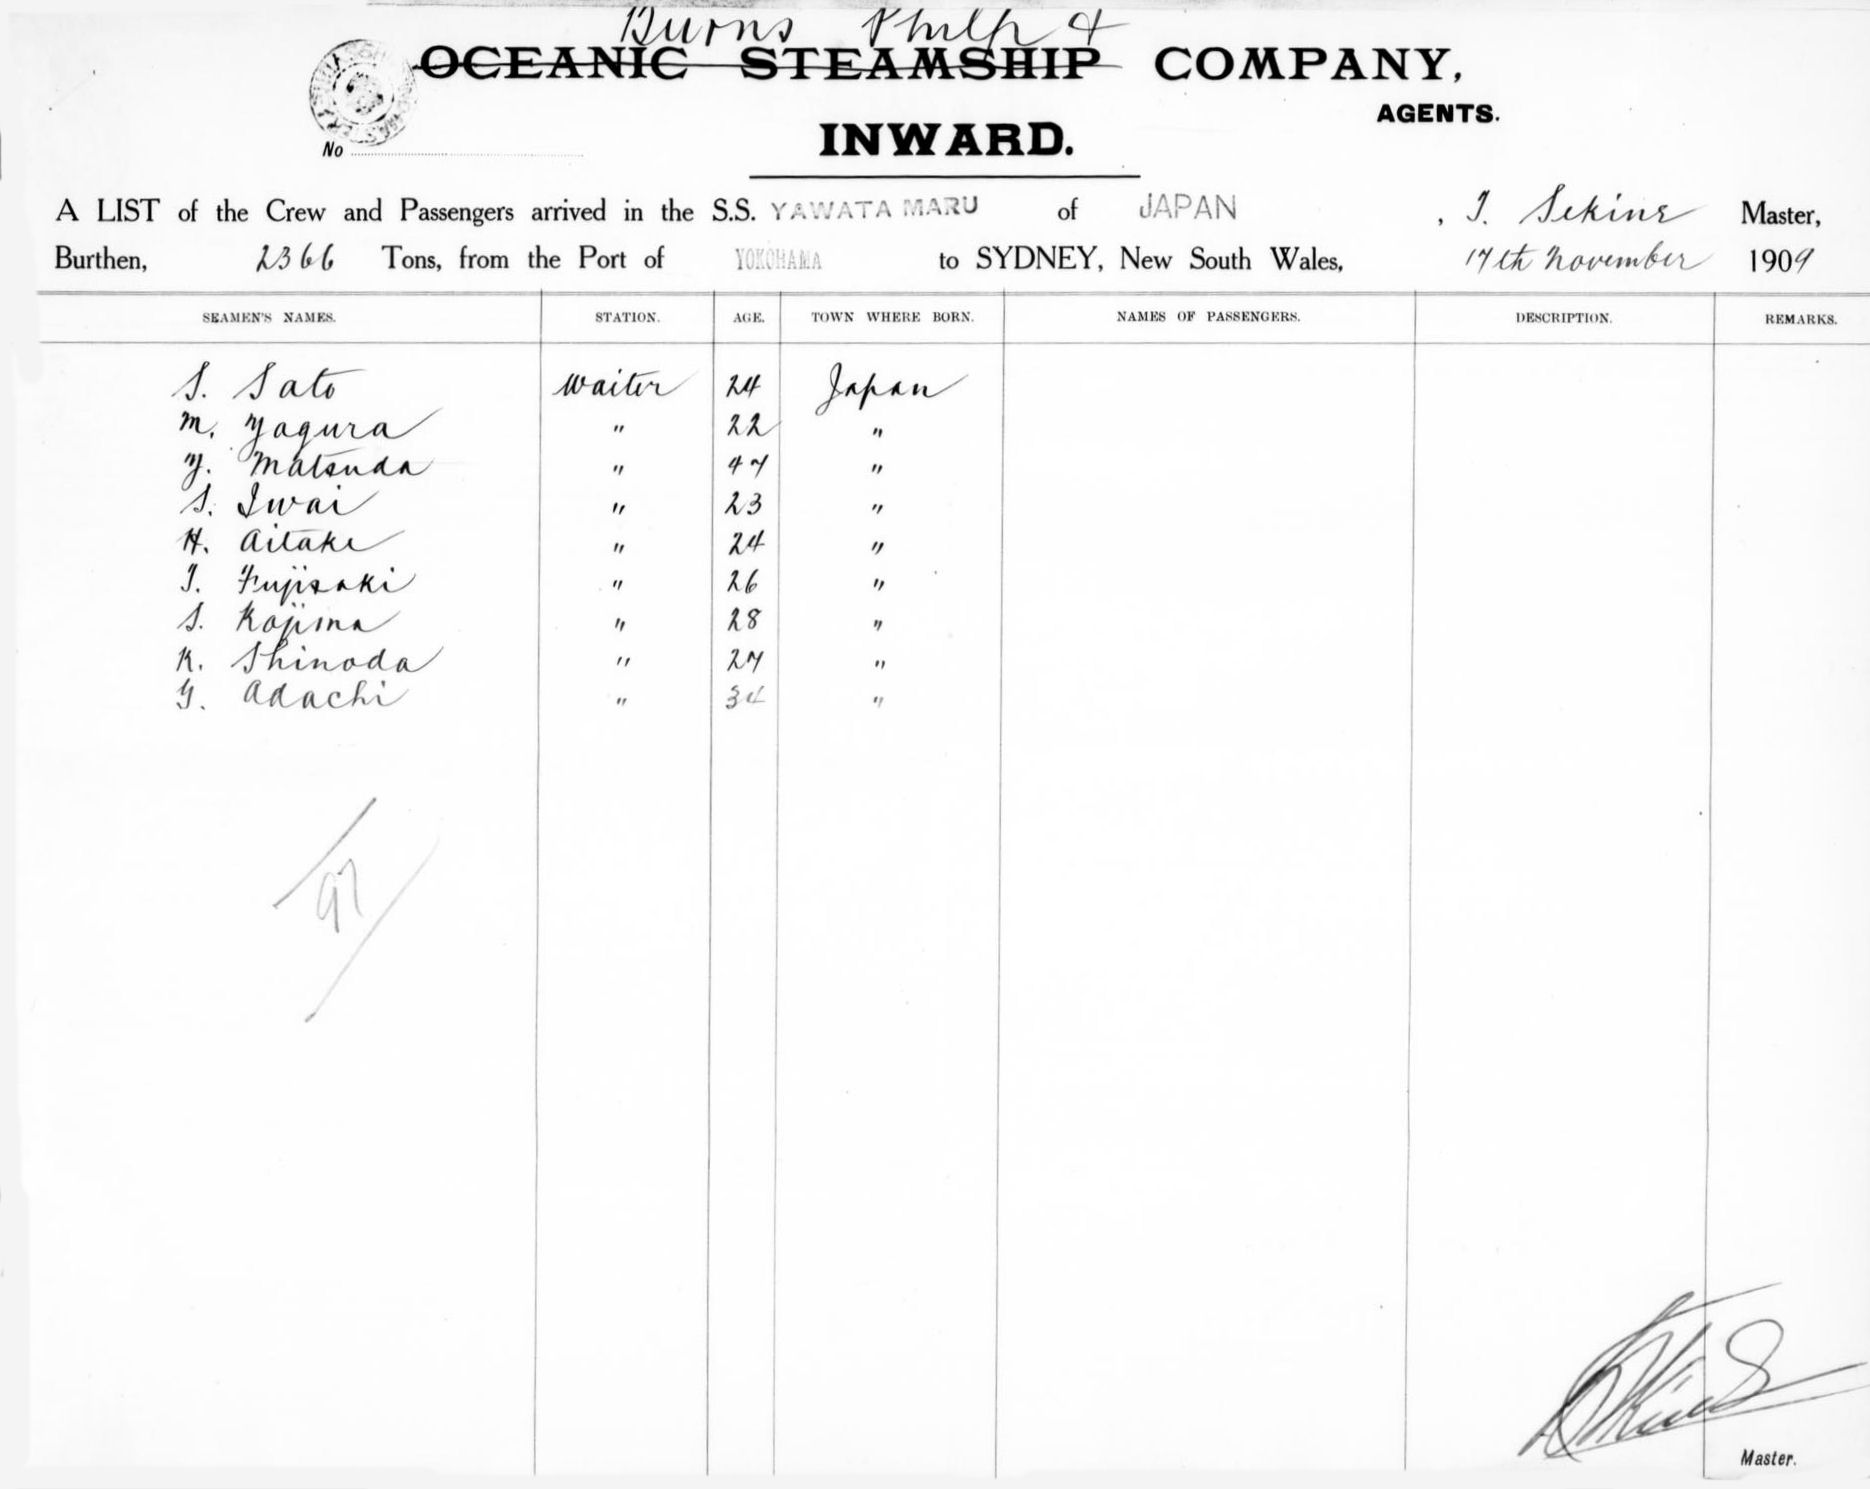 Burns Philp &
OCEANIC STEAMSHIP COMPANY,
AGENTS.
INWARD.
No
A LIST of the Crew and Passengers arrived in the S.S. YAWATA MARU of JAPAN , T. Sekine Master,
Burthen, 2366 Tons, from the Port of YOKOHAMA to SYDNEY, New South Wales, 17th November 1909
SEAMEN'S NAMES. STATION. AGE. TOWN WHERE BORN. NAMES OF PASSENGERS. DESCRIPTION. REMARKS.
S. Sato Waiter 24 Japan
M. Yagura " 22 "
Y. Matsuda " 47 "
S. Iwai " 23 "
H. Aitake " 24 "
T. Fujisaki " 26 "
S. Kojima " 28 "
K. Shinoda " 27 "
Y. Adachi " 34 "
97
Master.